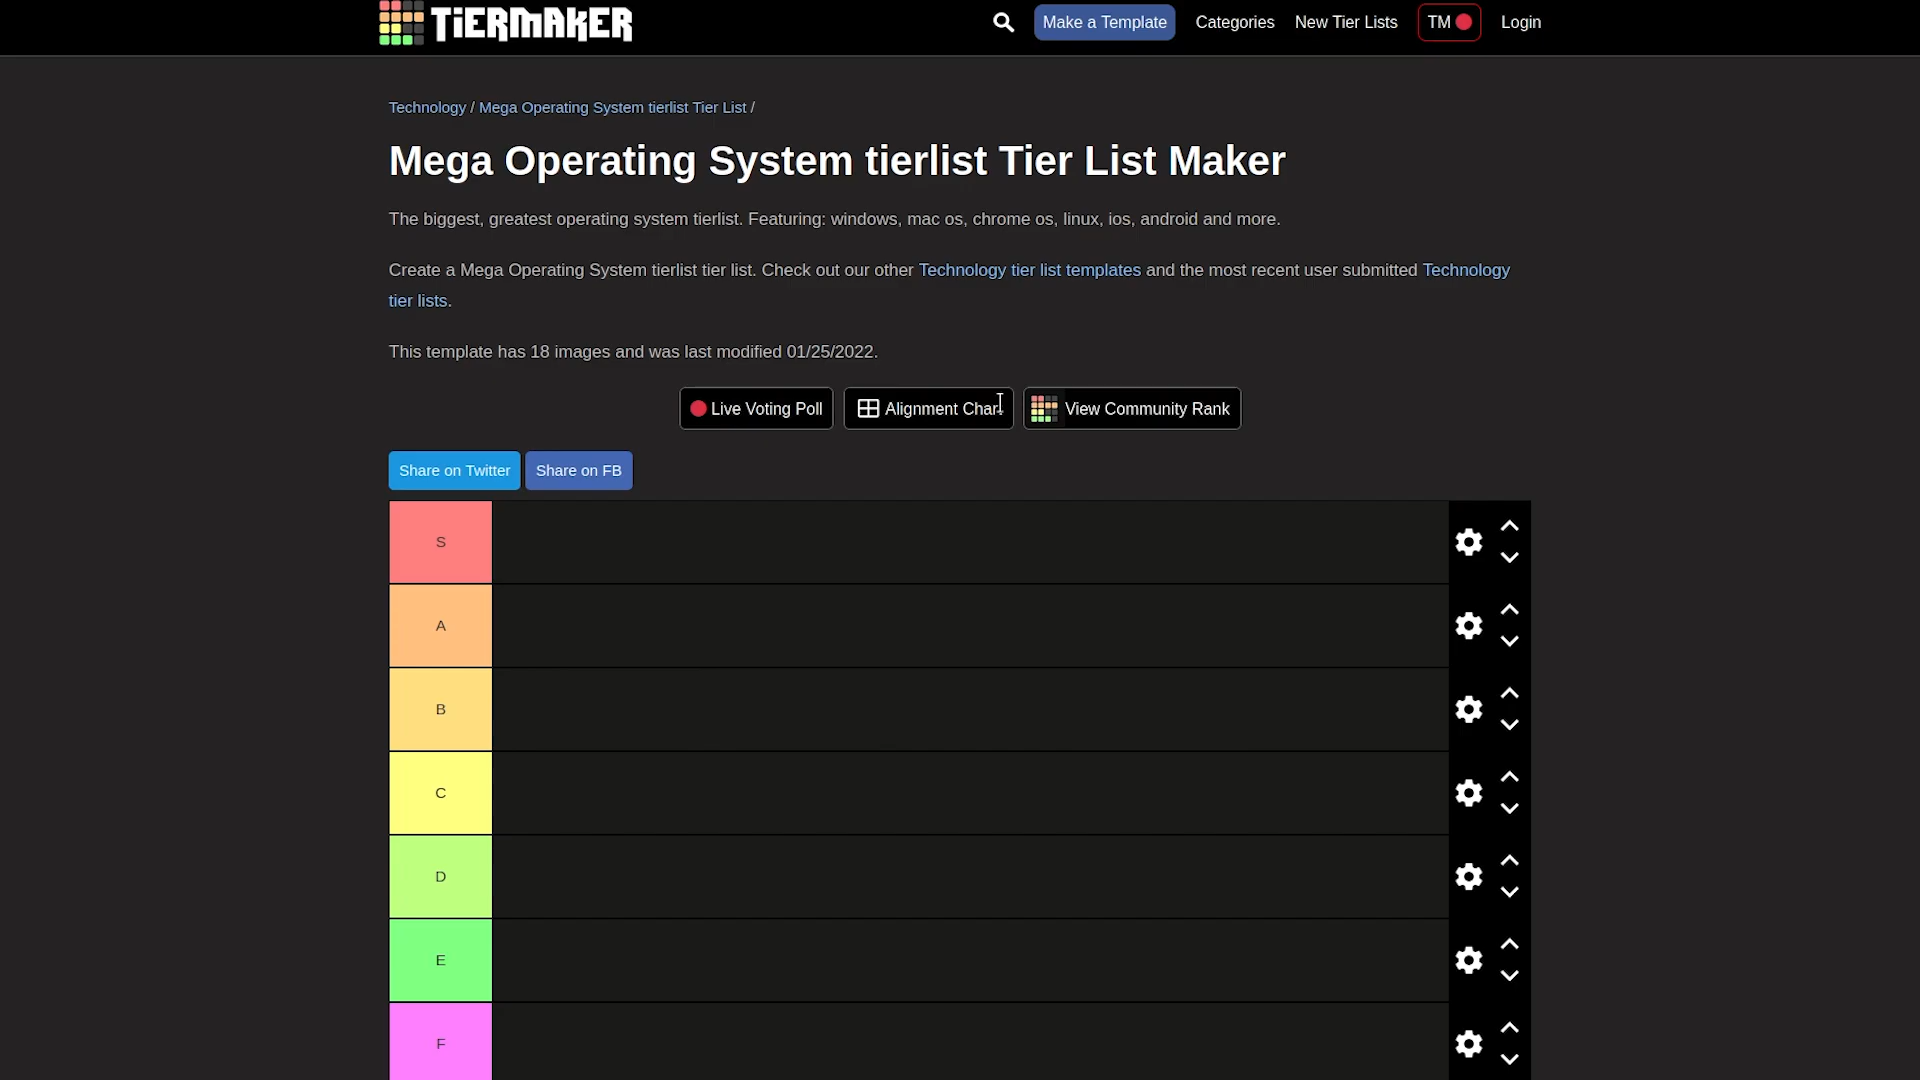 TiERMAKER
Make a Template
Categories
New Tier Lists
TM
Login
Technology / Mega Operating System tierlist Tier List /
Mega Operating System tierlist Tier List Maker
The biggest, greatest operating system tierlist. Featuring: windows, mac os, chrome os, linux, ios, android and more.
Create a Mega Operating System tierlist tier list. Check out our other Technology tier list templates and the most recent user submitted Technology
tier lists.
This template has 18 images and was last modified 01/25/2022.
Live Voting Poll
Alignment Chart
View Community Rank
Share on Twitter
Share on FB
S
A
B
C
D
E
F